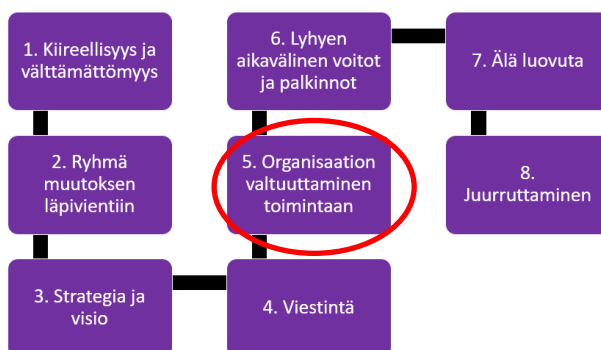 1. Kiireellisyys ja
välttämättömyys
2. Ryhmä
muutoksen
läpivientiin
3. Strategia ja
visio
4. Viestintä
5. Organisaation
valtuuttaminen
toimintaan
6. Lyhyen
aikavälinen voitot
ja palkinnot
7. Älä luovuta
8.
Juurruttaminen